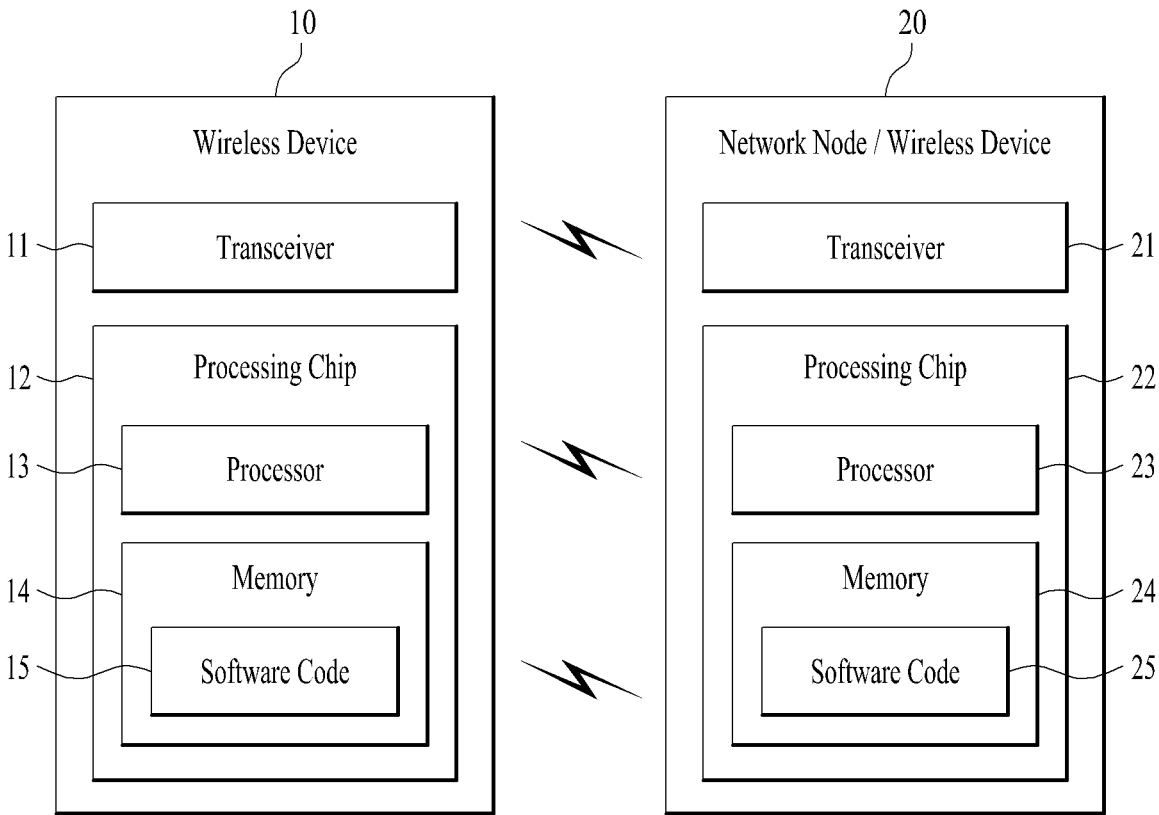 10
20
Wireless Device
Network Node / Wireless Device
11
Transceiver
Transceiver
21
12
Processing Chip
Processing Chip
22
13
Processor
Processor
23
14
Memory
Memory
24
15
Software Code
Software Code
25